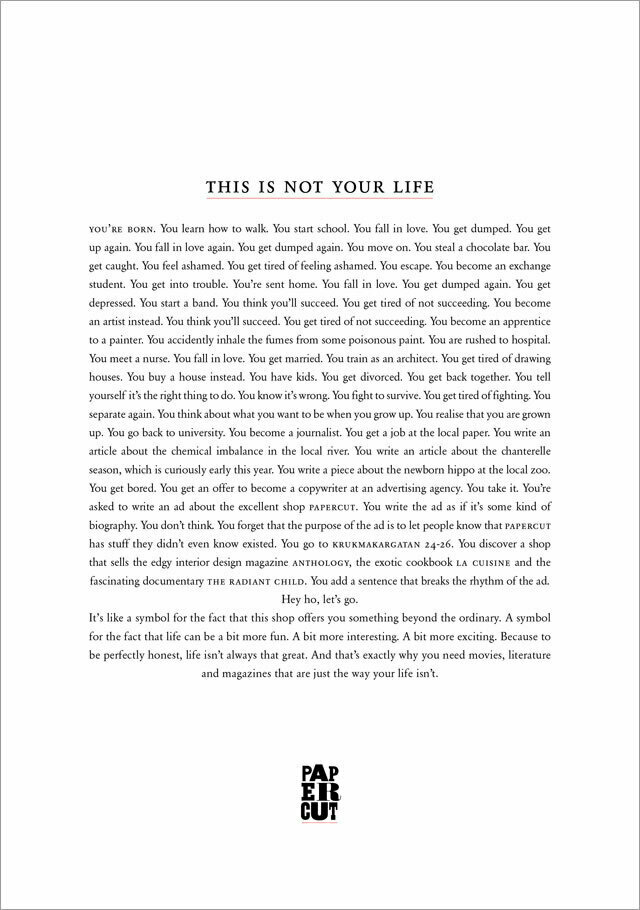 THIS IS NOT YOUR LIFE
YOU'RE BORN. You learn how to walk. You start school. You fall in love. You get dumped. You get
up again. You fall in love again. You get dumped again. You move on. You steal a chocolate bar. You
get caught. You feel ashamed. You get tired of feeling ashamed. You escape. You become an exchange
student. You get into trouble. You're sent home. You fall in love. You get dumped again. You get
depressed. You start a band. You think you'll succeed. You get tired of not succeeding. You become
an artist instead. You think you'll succeed. You get tired of not succeeding. You become an apprentice
to a painter. You accidently inhale the fumes from some poisonous paint. You are rushed to hospital.
You meet a nurse. You fall in love. You get married. You train as an architect. You get tired of drawing
houses. You buy a house instead. You have kids. You get divorced. You get back together. You tell
yourself it's the right thing to do. You know it's wrong. You fight to survive. You get tired of fighting. You
separate again. You think about what you want to be when you grow up. You realise that you are grown
up. You go back to university. You become a journalist. You get a job at the local paper. You write an
article about the chemical imbalance in the local river. You write an article about the chanterelle
season, which is curiously early this year. You write a piece about the newborn hippo at the local zoo.
You get bored. You get an offer to become a copywriter at an advertising agency. You take it. You're
asked to write an ad about the excellent shop PAPERCUT. You write the ad as if it's some kind of
biography. You don't think. You forget that the purpose of the ad is to let people know that PAPERCUT
has stuff they didn't even know existed. You go to KRUKMAKARGATAN 24-26. You discover a shop
that sells the edgy interior design magazine ANTHOLOGY, the exotic cookbook LA CUISINE and the
fascinating documentary THE RADIANT CHILD. You add a sentence that breaks the rhythm of the ad.
Hey ho, let's go.
It's like a symbol for the fact that this shop offers you something beyond the ordinary. A symbol
for the fact that life can be a bit more fun. A bit more interesting. A bit more exciting. Because to
be perfectly honest, life isn't always that great. And that's exactly why you need movies, literature
and magazines that are just the way your life isn't.
PAP
ER
CUT